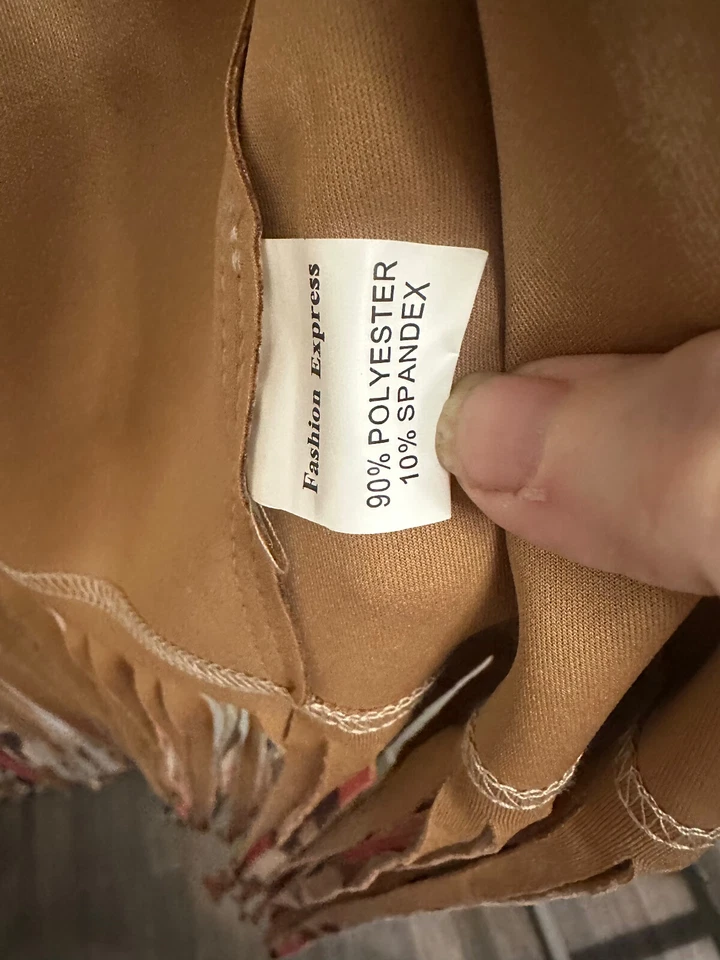 Fashion Express
90% POLYESTER
10% SPANDEX